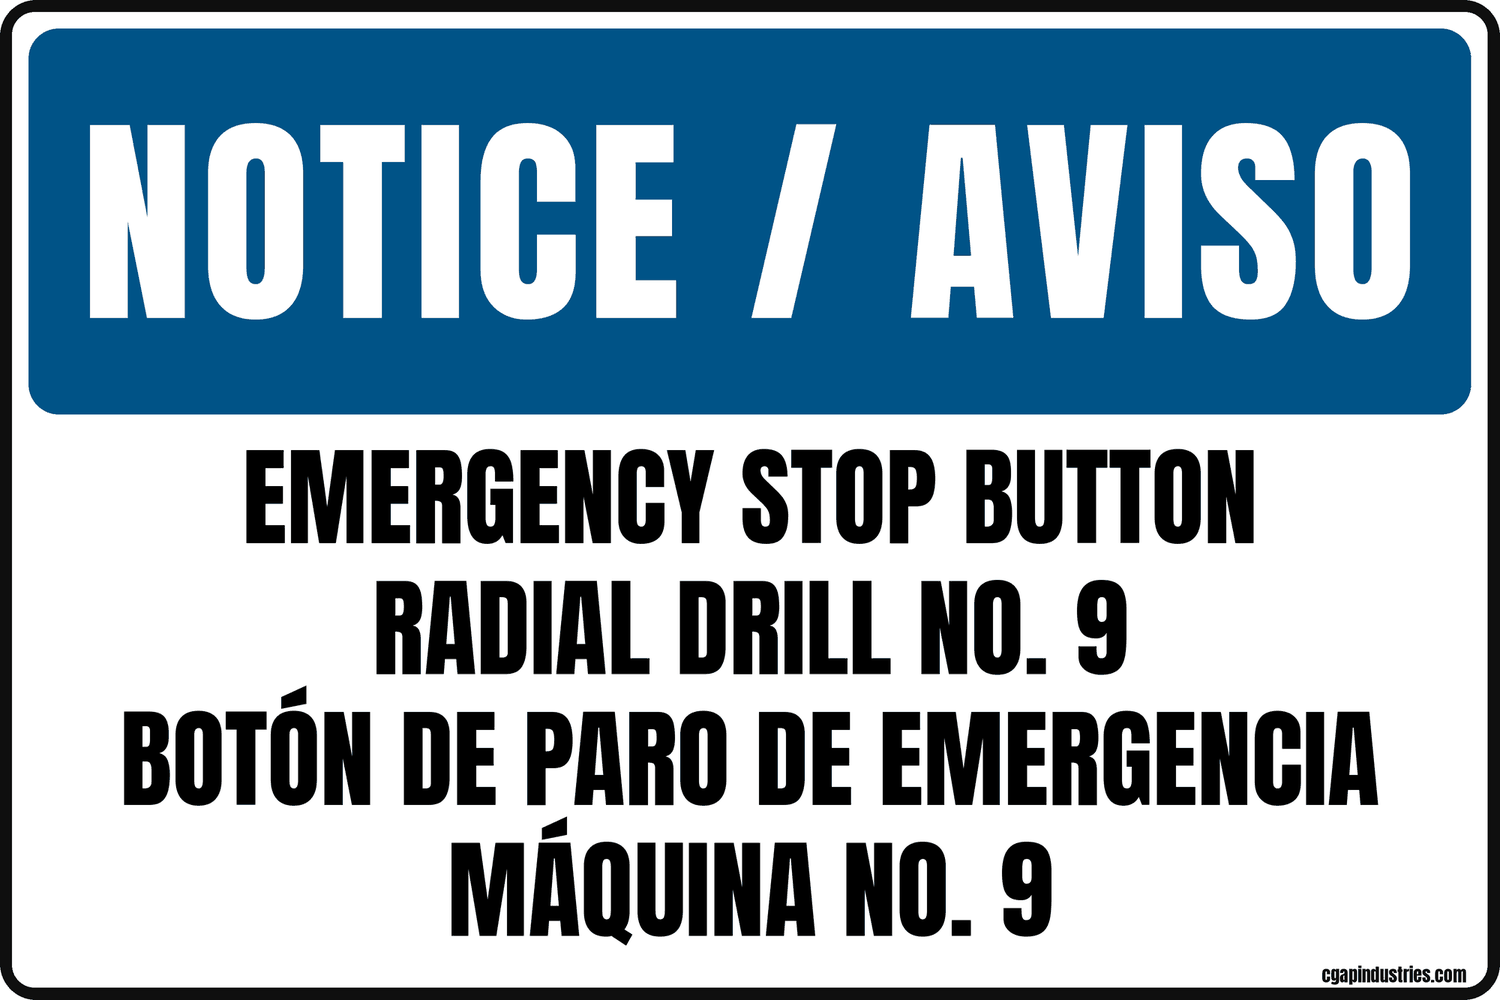 NOTICE / AVISO
EMERGENCY STOP BUTTON
RADIAL DRILL NO. 9
BOTÓN DE PARO DE EMERGENCIA
MÁQUINA NO. 9
cgapindustries.com